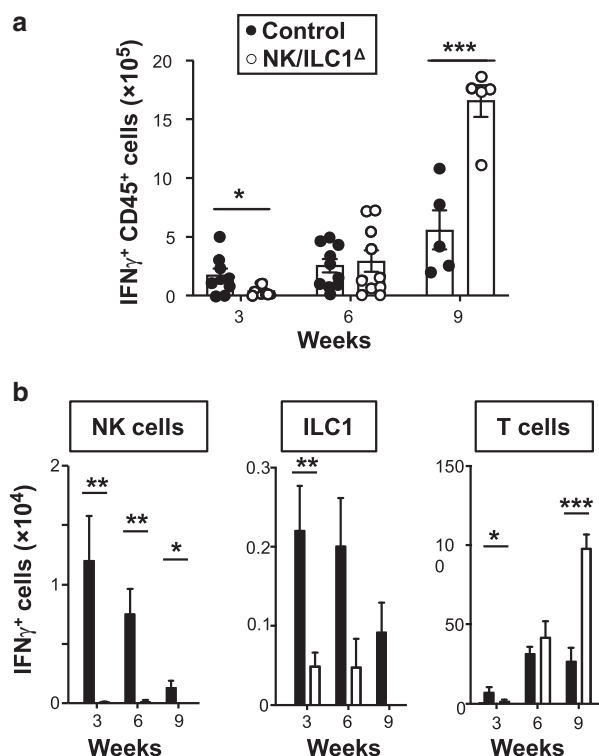 a
● Control
○ NK/ILC1Δ
IFNγ+ CD45+ cells (×10⁵)
20
15
10
5
0
*
***
3 6 9
Weeks
b
NK cells ILC1 T cells
IFNγ+ cells (×10⁴)
2
1
0
** ** *
3 6 9
Weeks
0.3
0.2
0.1
0
**
3 6 9
Weeks
150
10
0
50
0
* ***
3 6 9
Weeks